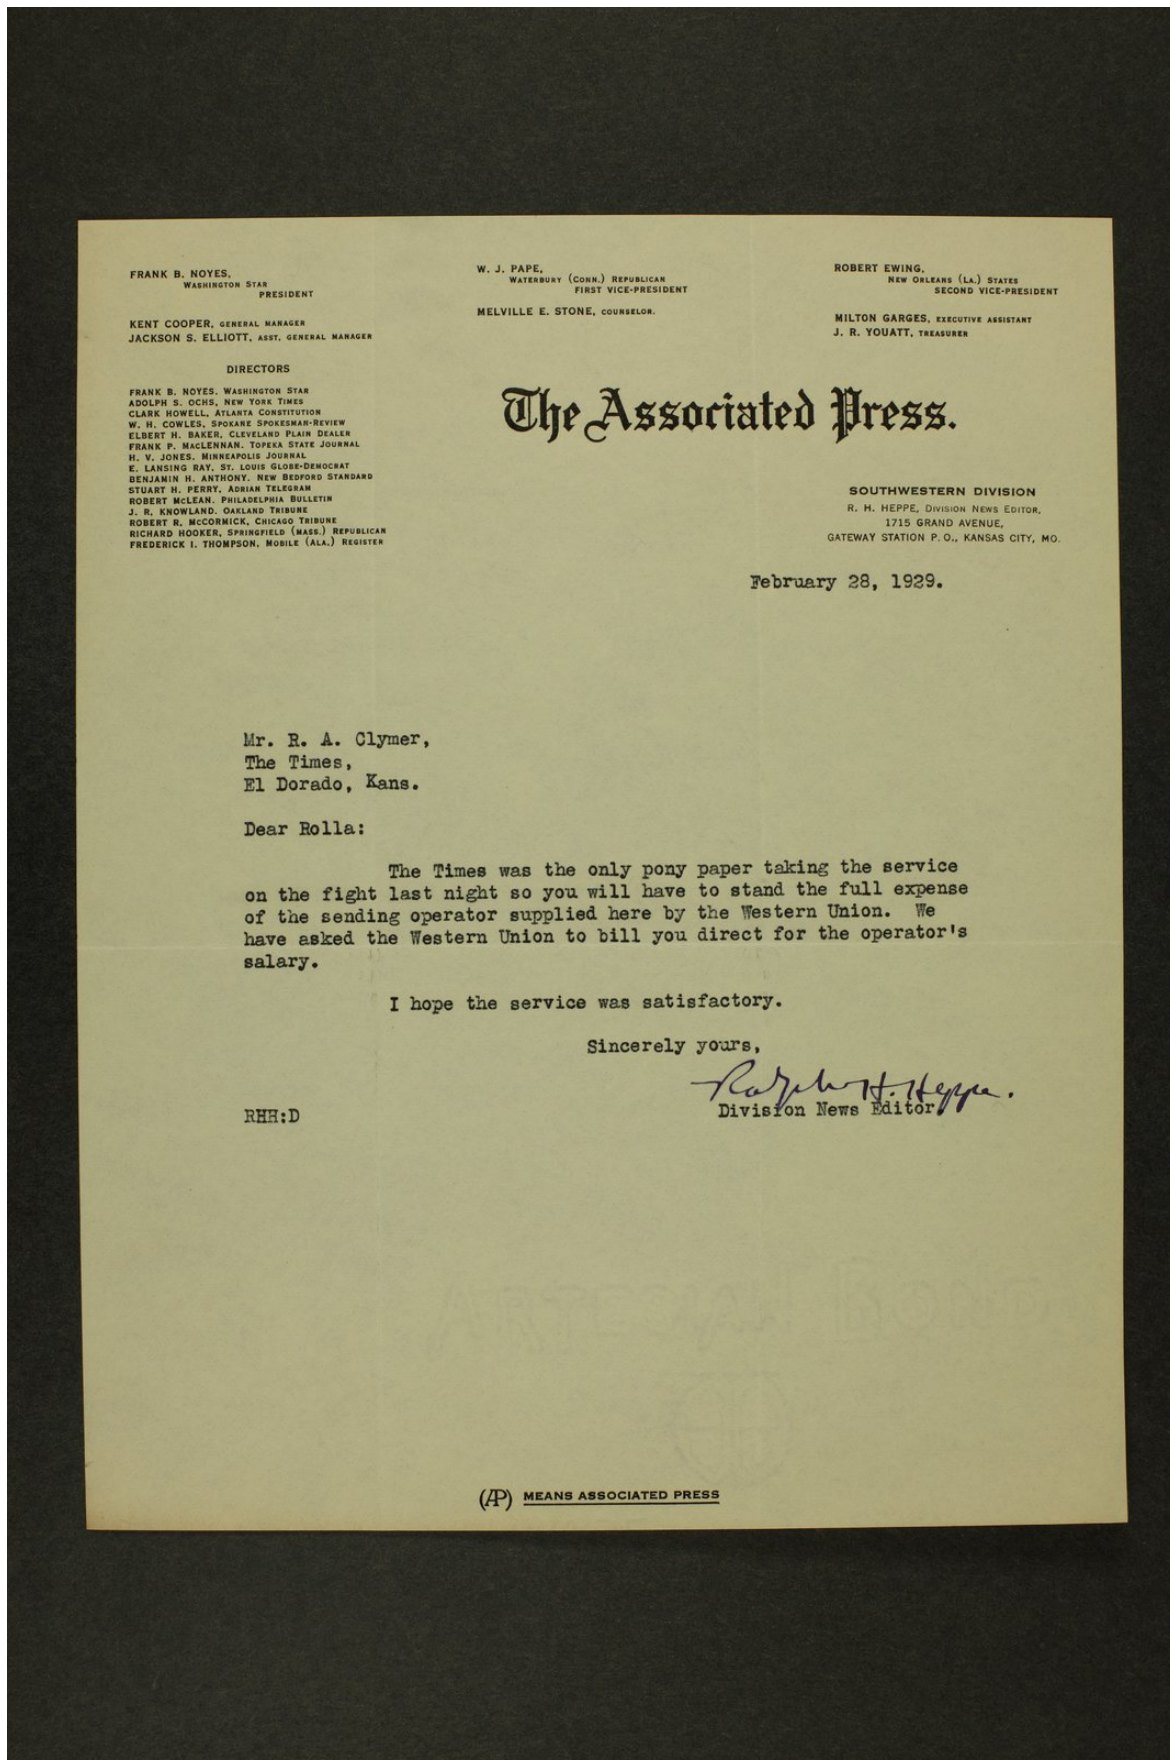 FRANK B. NOYES,
WASHINGTON STAR
PRESIDENT
KENT COOPER, GENERAL MANAGER
JACKSON S. ELLIOTT, ASST. GENERAL MANAGER
W. J. PAPE,
WATERBURY (CONN.) REPUBLICAN
FIRST VICE-PRESIDENT
MELVILLE E. STONE, COUNSELOR.
ROBERT EWING,
NEW ORLEANS (LA.) STATES
SECOND VICE-PRESIDENT
MILTON GARGES, EXECUTIVE ASSISTANT
J. R. YOUATT, TREASURER
DIRECTORS
FRANK B. NOYES. WASHINGTON STAR
ADOLPH S. OCHS, NEW YORK TIMES
CLARK HOWELL, ATLANTA CONSTITUTION
W. H. COWLES, SPOKANE SPOKESMAN-REVIEW
ELBERT H. BAKER, CLEVELAND PLAIN DEALER
FRANK P. MACLENNAN. TOPEKA STATE JOURNAL
H. V. JONES. MINNEAPOLIS JOURNAL
E. LANSING RAY, ST. LOUIS GLOBE-DEMOCRAT
BENJAMIN H. ANTHONY. NEW BEDFORD STANDARD
STUART H. PERRY, ADRIAN TELEGRAM
ROBERT McLEAN. PHILADELPHIA BULLETIN
J. R. KNOWLAND. OAKLAND TRIBUNE
ROBERT R. McCORMICK, CHICAGO TRIBUNE
RICHARD HOOKER, SPRINGFIELD (MASS.) REPUBLICAN
FREDERICK I. THOMPSON, MOBILE (ALA.) REGISTER
The Associated Press.
SOUTHWESTERN DIVISION
R. H. HEPPE, DIVISION NEWS EDITOR,
1715 GRAND AVENUE,
GATEWAY STATION P. O., KANSAS CITY, MO.
February 28, 1929.
Mr. R. A. Clymer,
The Times,
El Dorado, Kans.
Dear Rolla:
The Times was the only pony paper taking the service
on the fight last night so you will have to stand the full expense
of the sending operator supplied here by the Western Union. We
have asked the Western Union to bill you direct for the operator's
salary.
I hope the service was satisfactory.
Sincerely yours,
Ralph H. Heppe.
Division News Editor.
RHH:D
(AP) MEANS ASSOCIATED PRESS